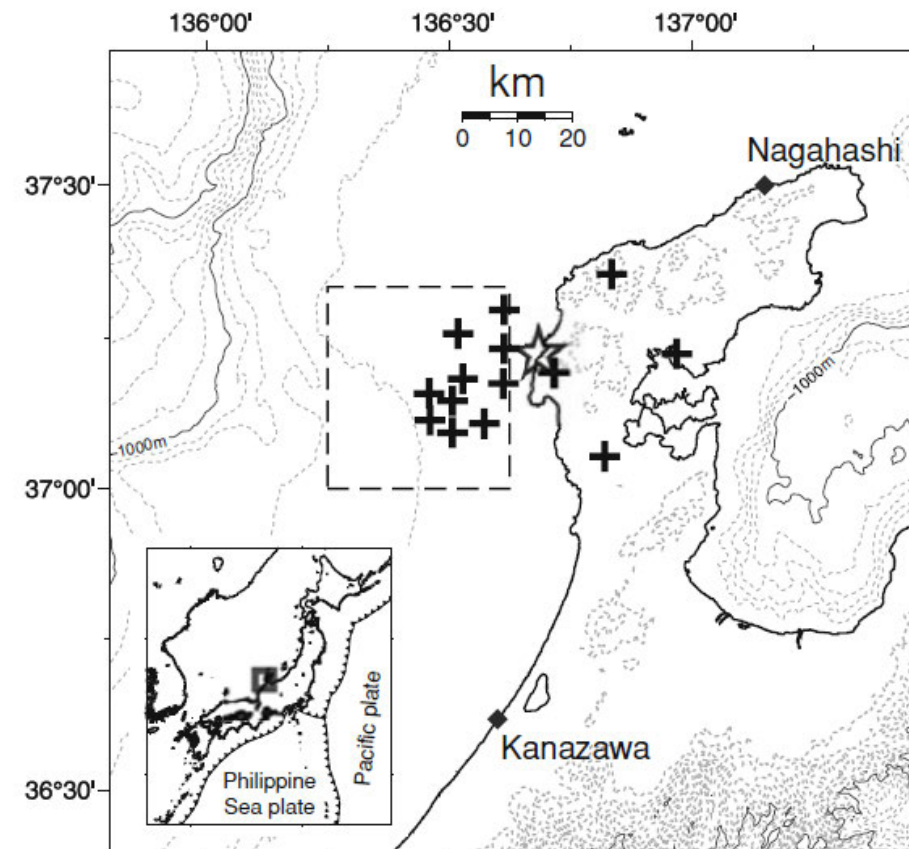 136°00'
136°30'
137°00'
km
0 10 20
Nagahashi
37°30'
1000m
1000m
37°00'
Kanazawa
Pacific plate
Philippine
Sea plate
36°30'